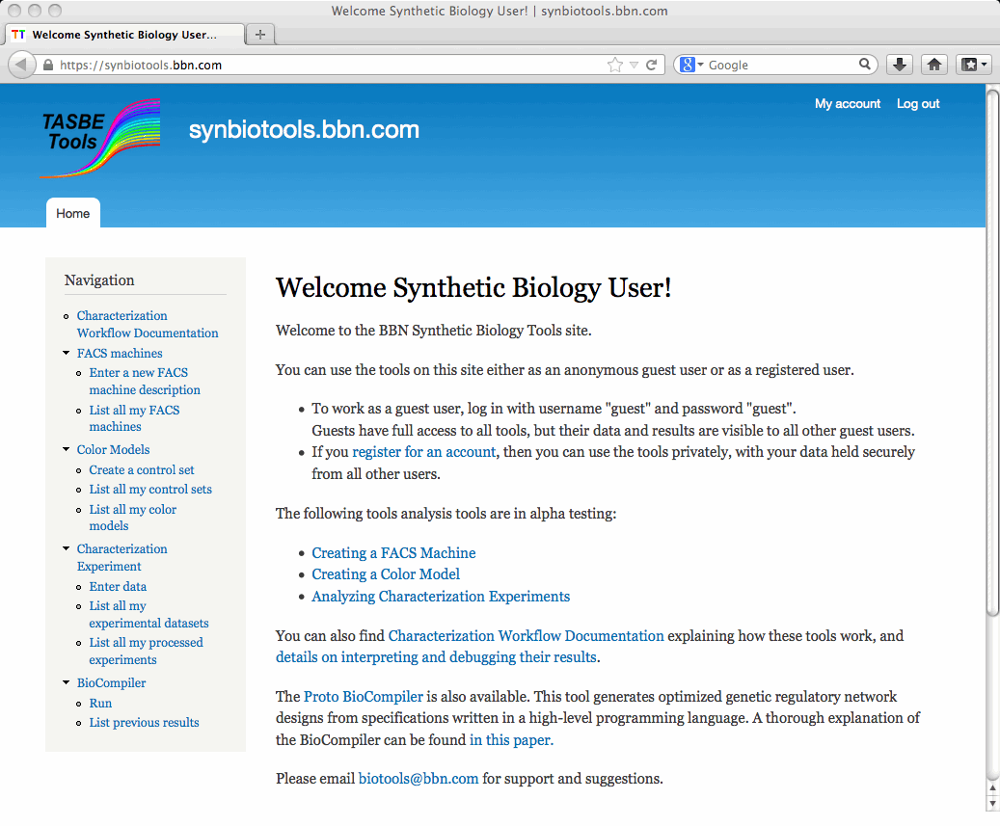 Welcome Synthetic Biology User! | synbiotools.bbn.com
TT Welcome Synthetic Biology User...
https://synbiotools.bbn.com
8 Google
My account Log out
TASBE
Tools
synbiotools.bbn.com
Home
Navigation
Characterization
Workflow Documentation
FACS machines
Enter a new FACS
machine description
List all my FACS
machines
Color Models
Create a control set
List all my control sets
List all my color
models
Characterization
Experiment
Enter data
List all my
experimental datasets
List all my processed
experiments
BioCompiler
Run
List previous results
Welcome Synthetic Biology User!
Welcome to the BBN Synthetic Biology Tools site.
You can use the tools on this site either as an anonymous guest user or as a registered user.
• To work as a guest user, log in with username "guest" and password "guest".
Guests have full access to all tools, but their data and results are visible to all other guest users.
• If you register for an account, then you can use the tools privately, with your data held securely
from all other users.
The following tools analysis tools are in alpha testing:
• Creating a FACS Machine
• Creating a Color Model
• Analyzing Characterization Experiments
You can also find Characterization Workflow Documentation explaining how these tools work, and
details on interpreting and debugging their results.
The Proto BioCompiler is also available. This tool generates optimized genetic regulatory network
designs from specifications written in a high-level programming language. A thorough explanation of
the BioCompiler can be found in this paper.
Please email biotools@bbn.com for support and suggestions.